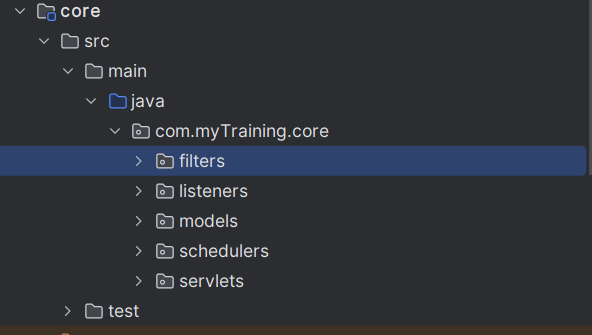 core
src
main
java
com.myTraining.core
filters
listeners
models
schedulers
servlets
test